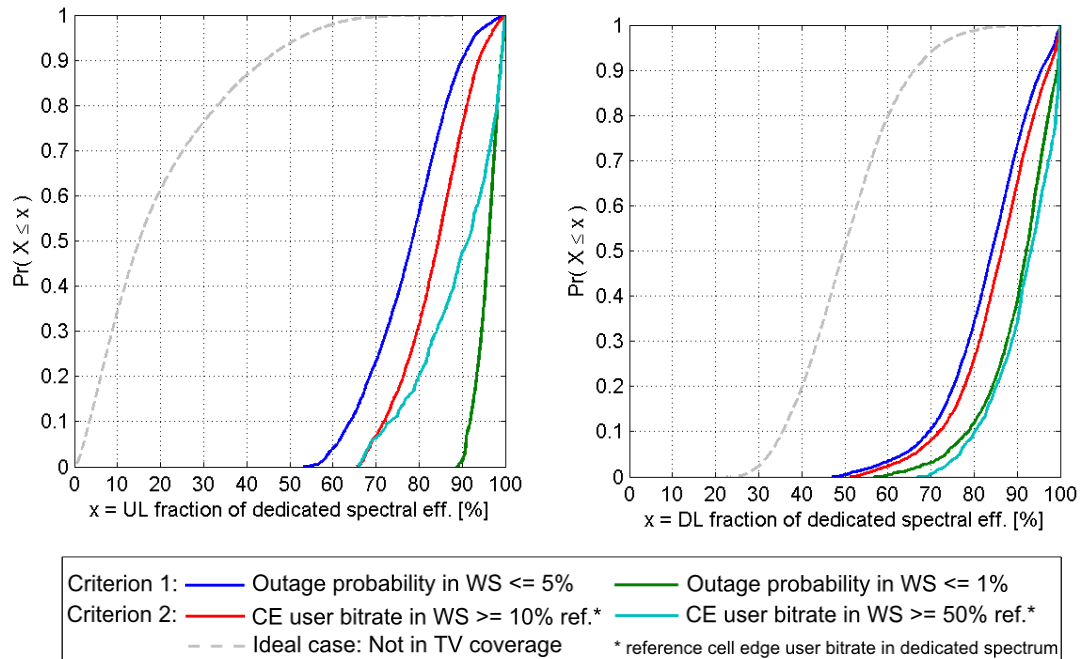 1
0.9
0.8
0.7
0.6
0.5
0.4
0.3
0.2
0.1
0
Pr( X ≤ x )
0 10 20 30 40 50 60 70 80 90 100
x = UL fraction of dedicated spectral eff. [%]
1
0.9
0.8
0.7
0.6
0.5
0.4
0.3
0.2
0.1
0
Pr( X ≤ x )
0 10 20 30 40 50 60 70 80 90 100
x = DL fraction of dedicated spectral eff. [%]
Criterion 1: Outage probability in WS <= 5% Outage probability in WS <= 1%
Criterion 2: CE user bitrate in WS >= 10% ref.* CE user bitrate in WS >= 50% ref.*
Ideal case: Not in TV coverage * reference cell edge user bitrate in dedicated spectrum